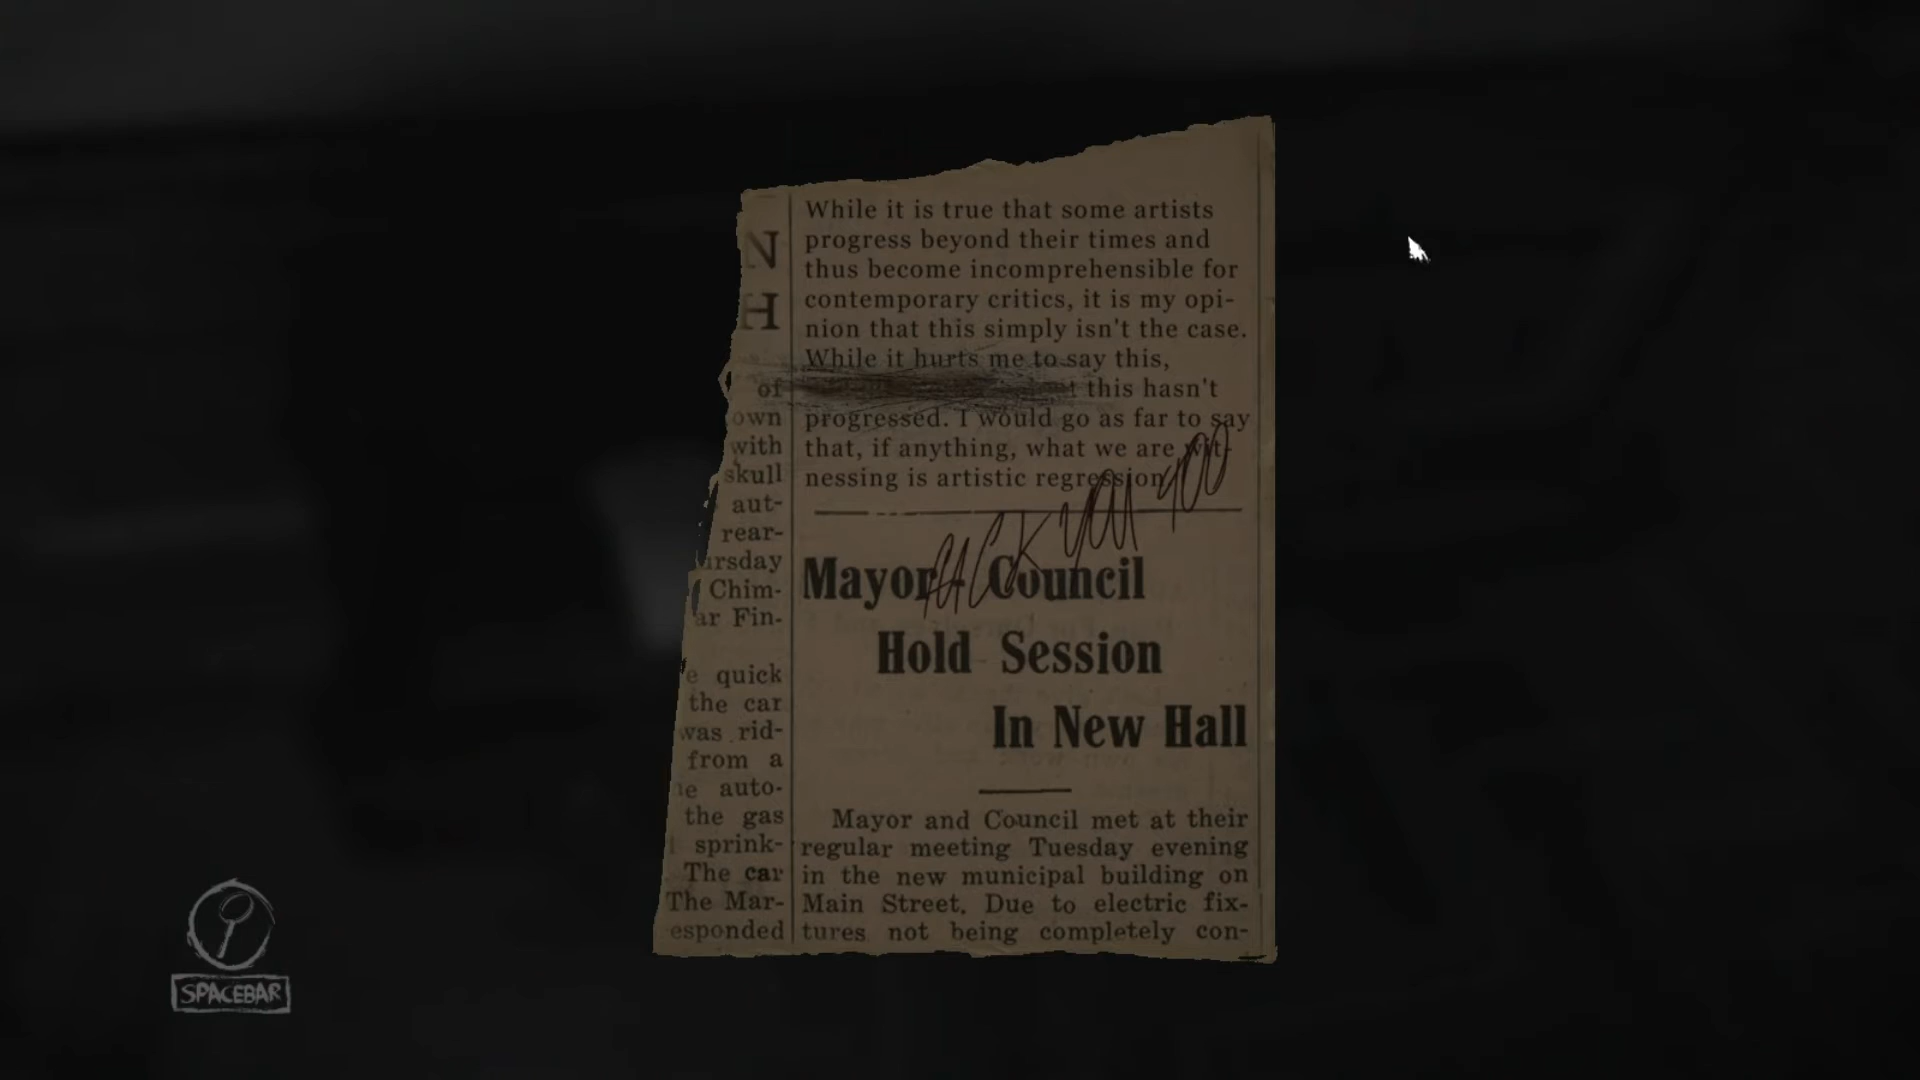 N
H
of
own
with
skull
aut-
rear-
ursday
Chim-
ar Fin-
e quick
the car
was rid-
from a
ne auto-
the gas
sprink-
The car
The Mar-
esponded
While it is true that some artists
progress beyond their times and
thus become incomprehensible for
contemporary critics, it is my opi-
nion that this simply isn't the case.
While it hurts me to say this,
this hasn't
progressed. I would go as far to say
that, if anything, what we are wit-
nessing is artistic regression
YOU TOO
Mayor - Council
Hold Session
In New Hall
Mayor and Council met at their
regular meeting Tuesday evening
in the new municipal building on
Main Street. Due to electric fix-
tures not being completely con-
SPACEBAR